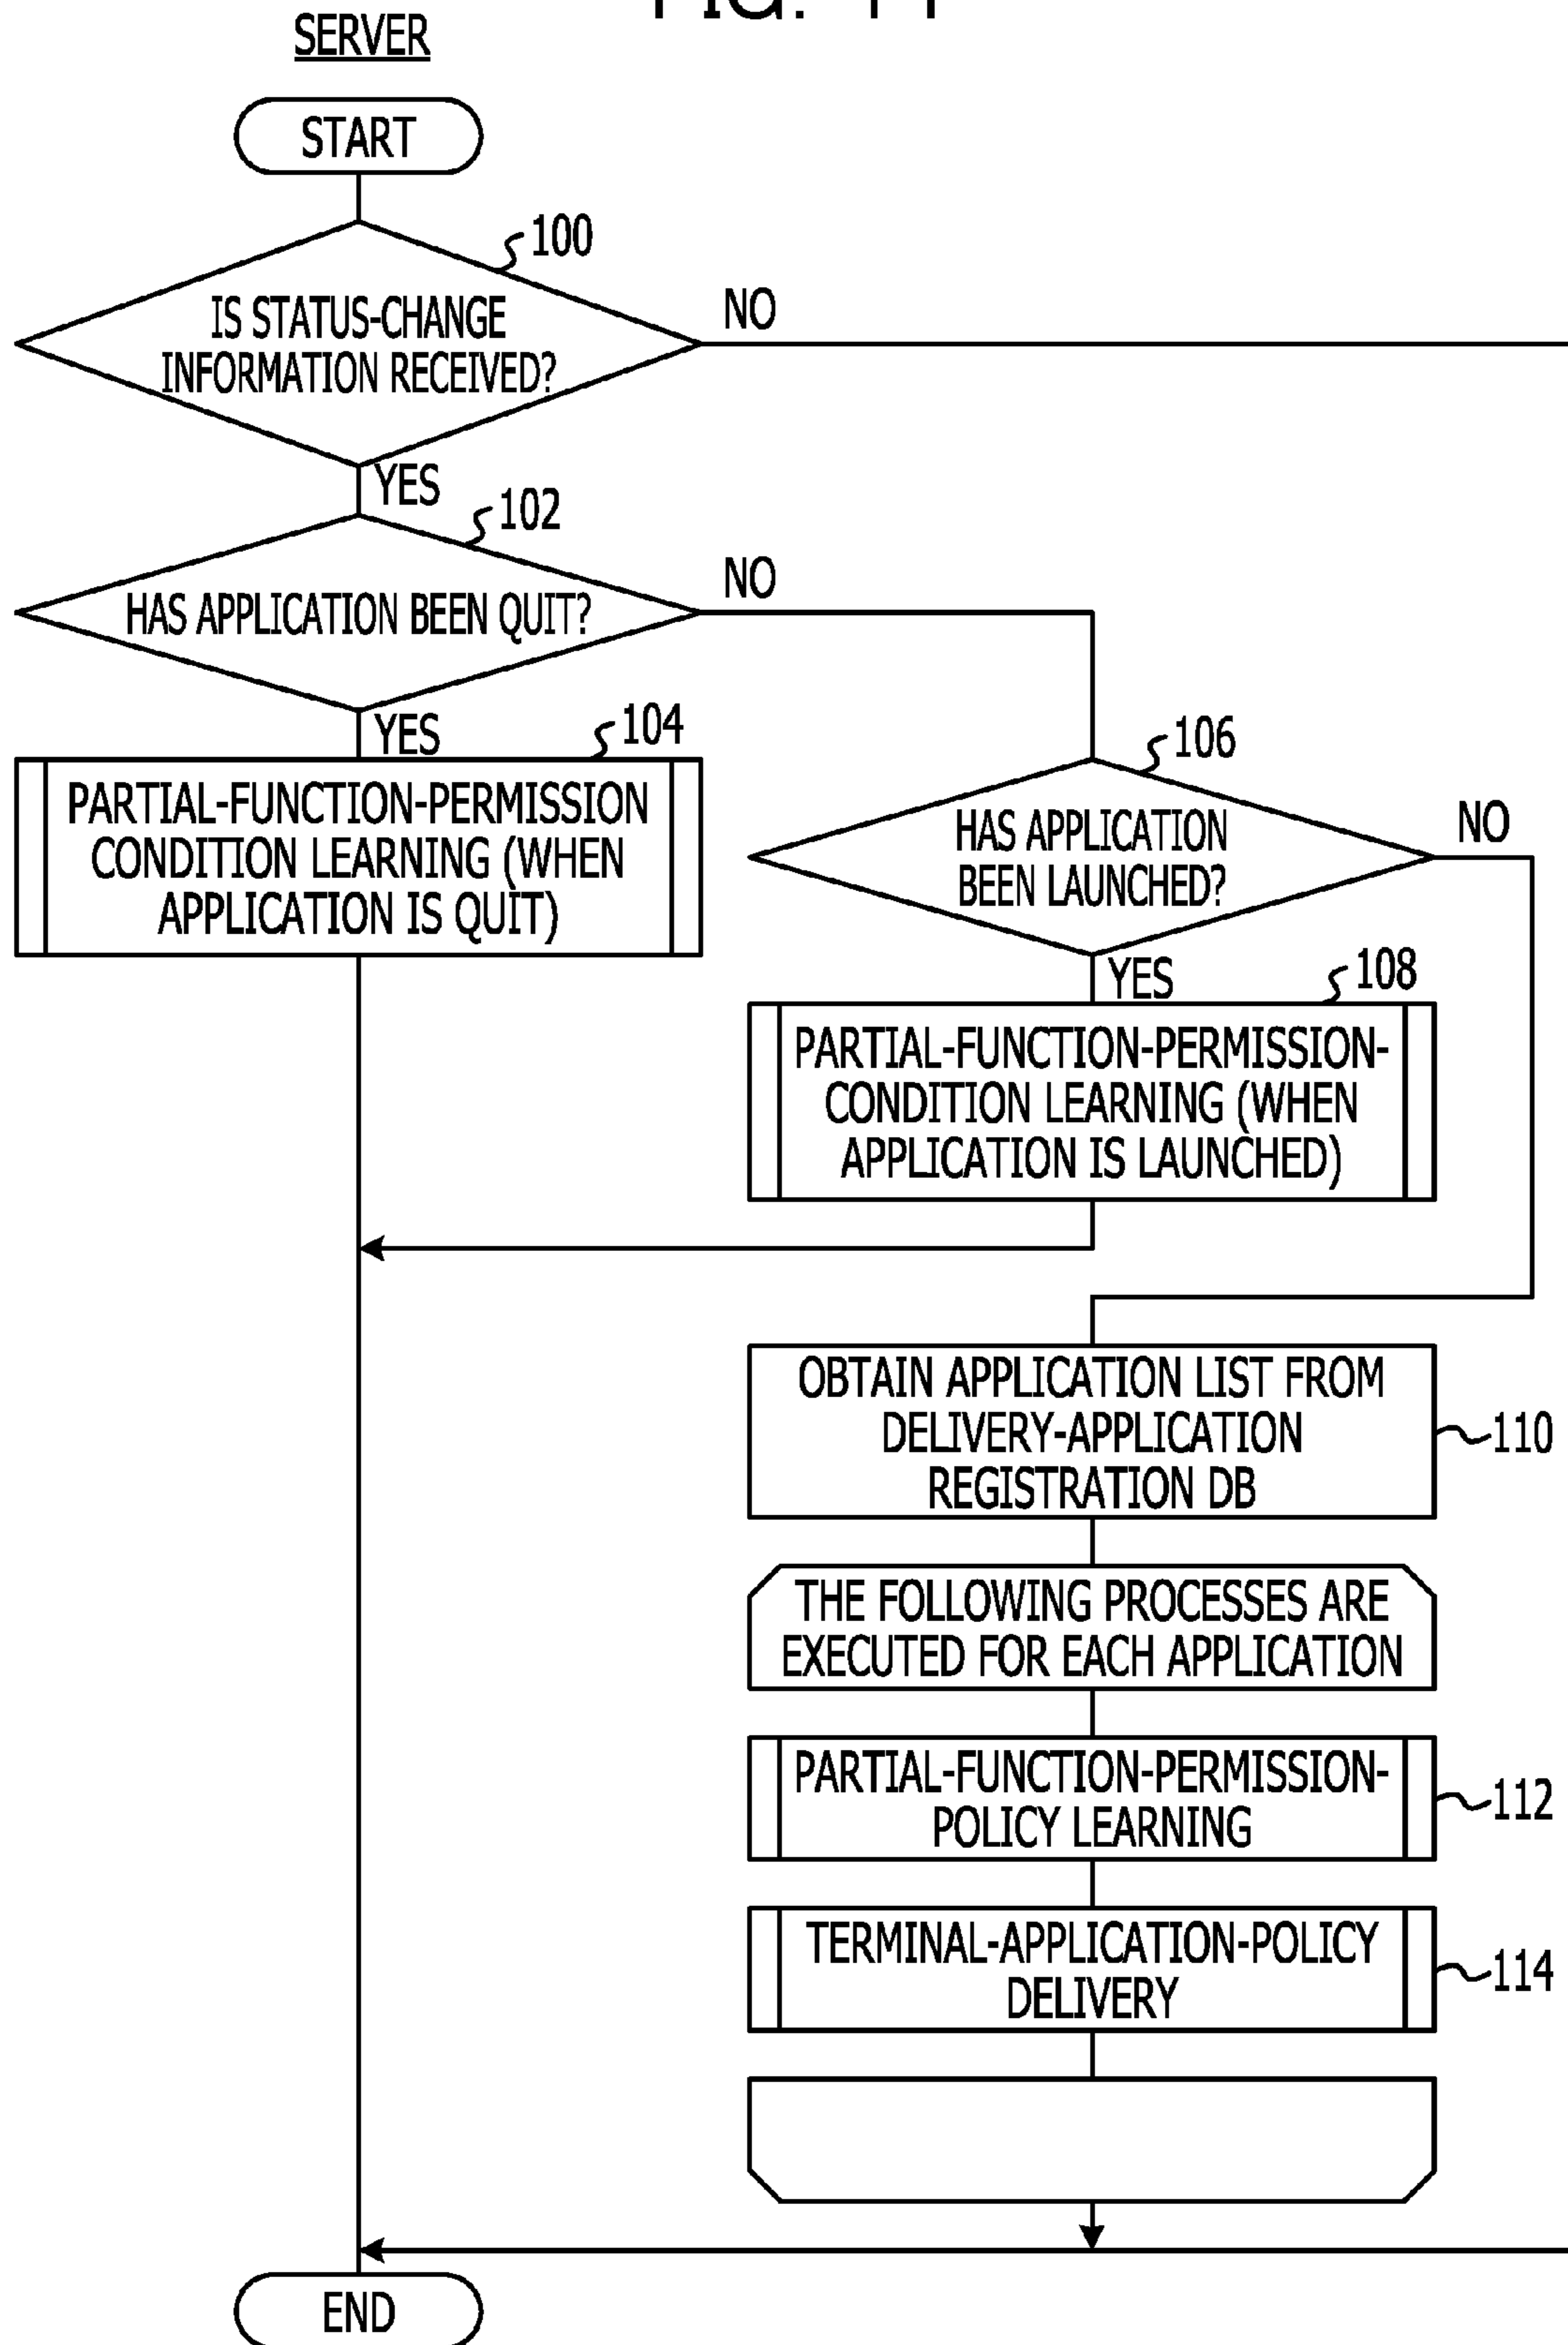 SERVER
START
100
IS STATUS-CHANGE
INFORMATION RECEIVED?
NO
YES
102
HAS APPLICATION BEEN QUIT?
NO
YES
104
PARTIAL-FUNCTION-PERMISSION
CONDITION LEARNING (WHEN
APPLICATION IS QUIT)
106
HAS APPLICATION
BEEN LAUNCHED?
NO
YES
108
PARTIAL-FUNCTION-PERMISSION-
CONDITION LEARNING (WHEN
APPLICATION IS LAUNCHED)
OBTAIN APPLICATION LIST FROM
DELIVERY-APPLICATION
REGISTRATION DB
110
THE FOLLOWING PROCESSES ARE
EXECUTED FOR EACH APPLICATION
PARTIAL-FUNCTION-PERMISSION-
POLICY LEARNING
112
TERMINAL-APPLICATION-POLICY
DELIVERY
114
END